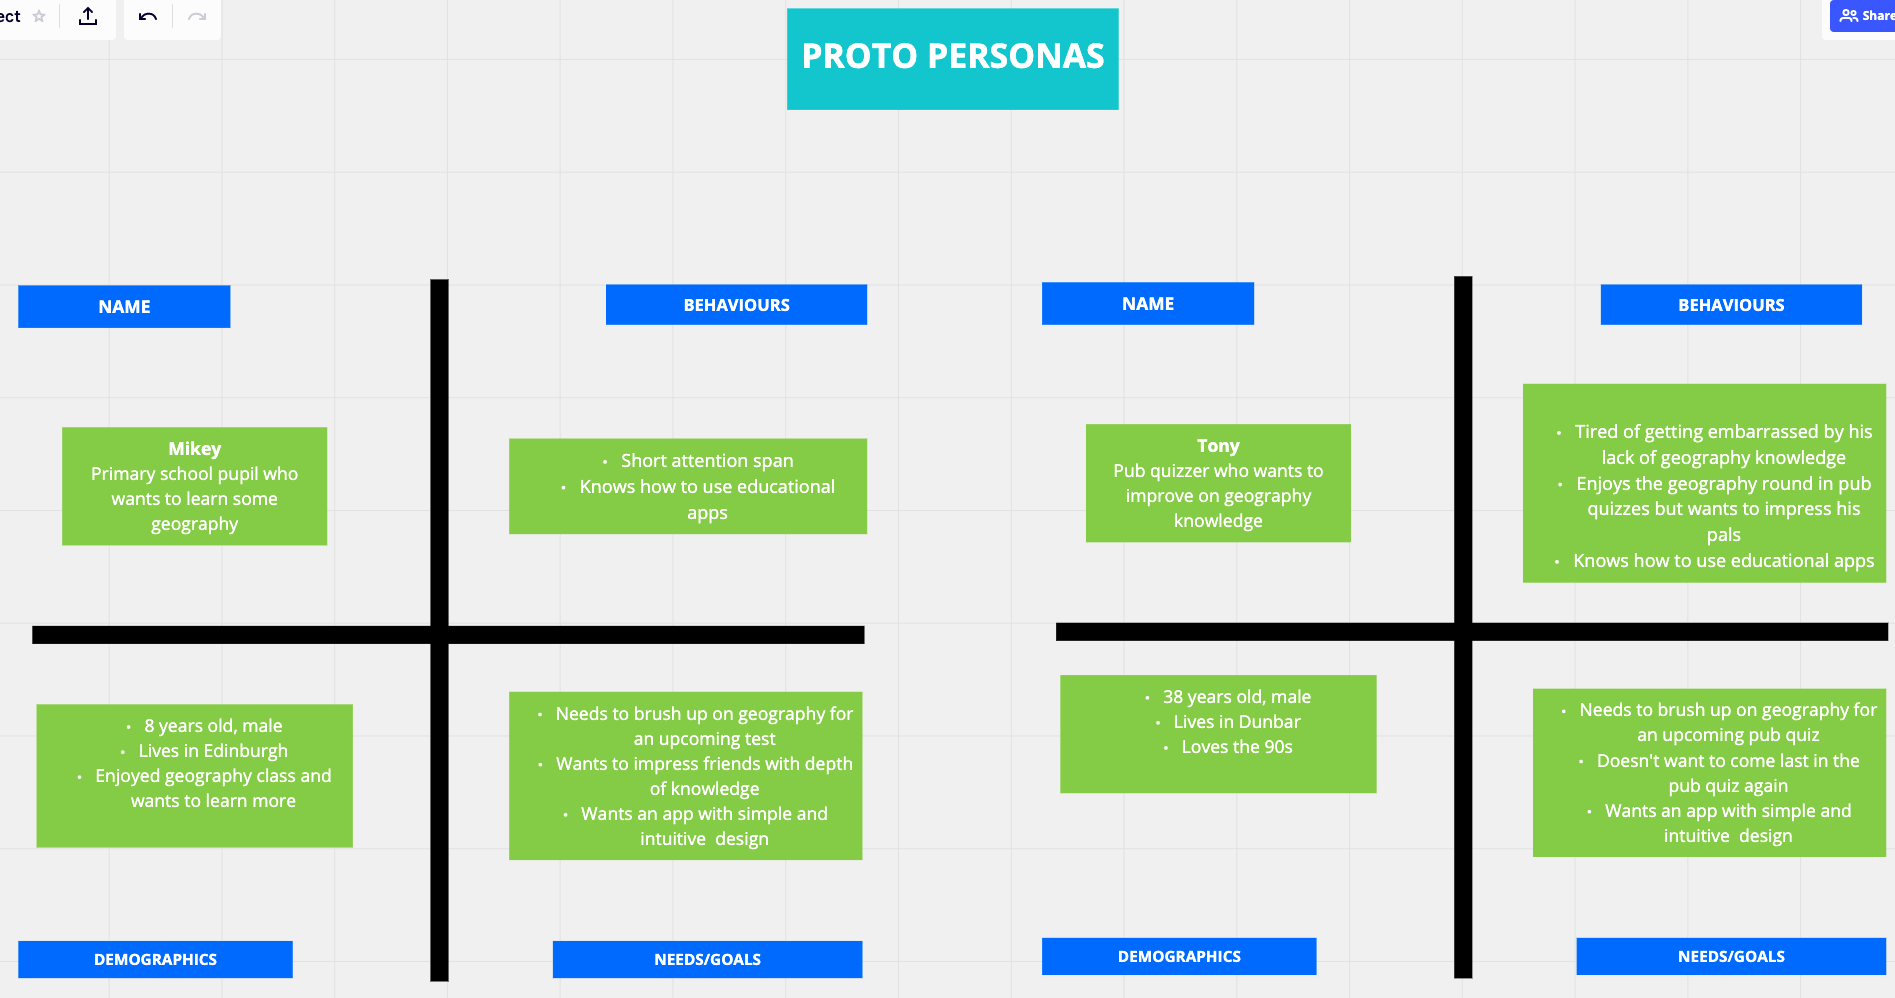 ect
Share
PROTO PERSONAS
NAME
BEHAVIOURS
Mikey
Primary school pupil who
wants to learn some
geography
• Short attention span
• Knows how to use educational
apps
• 8 years old, male
• Lives in Edinburgh
• Enjoyed geography class and
wants to learn more
• Needs to brush up on geography for
an upcoming test
• Wants to impress friends with depth
of knowledge
• Wants an app with simple and
intuitive  design
DEMOGRAPHICS
NEEDS/GOALS
NAME
BEHAVIOURS
Tony
Pub quizzer who wants to
improve on geography
knowledge
• Tired of getting embarrassed by his
lack of geography knowledge
• Enjoys the geography round in pub
quizzes but wants to impress his
pals
• Knows how to use educational apps
• 38 years old, male
• Lives in Dunbar
• Loves the 90s
• Needs to brush up on geography for
an upcoming pub quiz
• Doesn't want to come last in the
pub quiz again
• Wants an app with simple and
intuitive  design
DEMOGRAPHICS
NEEDS/GOALS